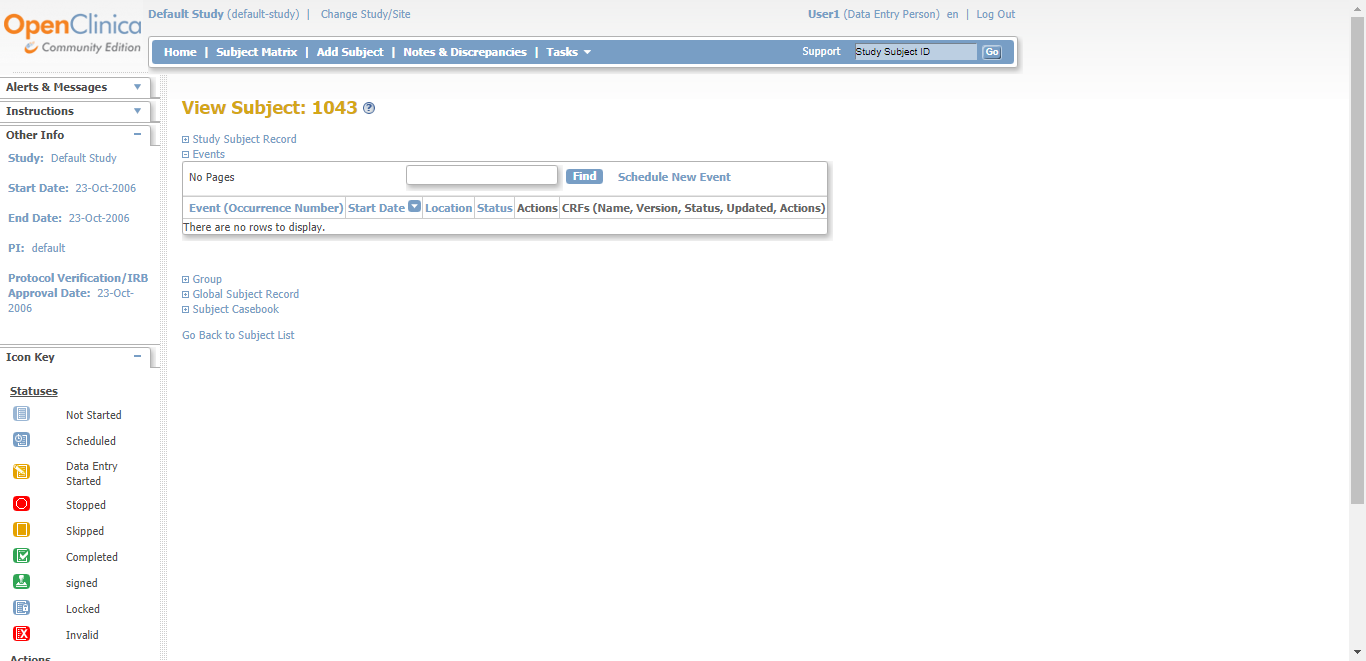 OpenClinica
Community Edition
Default Study (default-study) | Change Study/Site
User1 (Data Entry Person) en | Log Out
Home | Subject Matrix | Add Subject | Notes & Discrepancies | Tasks
Support Study Subject ID Go
Alerts & Messages
Instructions
Other Info
Study: Default Study
Start Date: 23-Oct-2006
End Date: 23-Oct-2006
PI: default
Protocol Verification/IRB
Approval Date: 23-Oct-
2006
Icon Key
Statuses
Not Started
Scheduled
Data Entry
Started
Stopped
Skipped
Completed
signed
Locked
Invalid
Actions
View Subject: 1043 ?
Study Subject Record
Events
No Pages Find Schedule New Event
Event (Occurrence Number) Start Date Location Status Actions CRFs (Name, Version, Status, Updated, Actions)
There are no rows to display.
Group
Global Subject Record
Subject Casebook
Go Back to Subject List